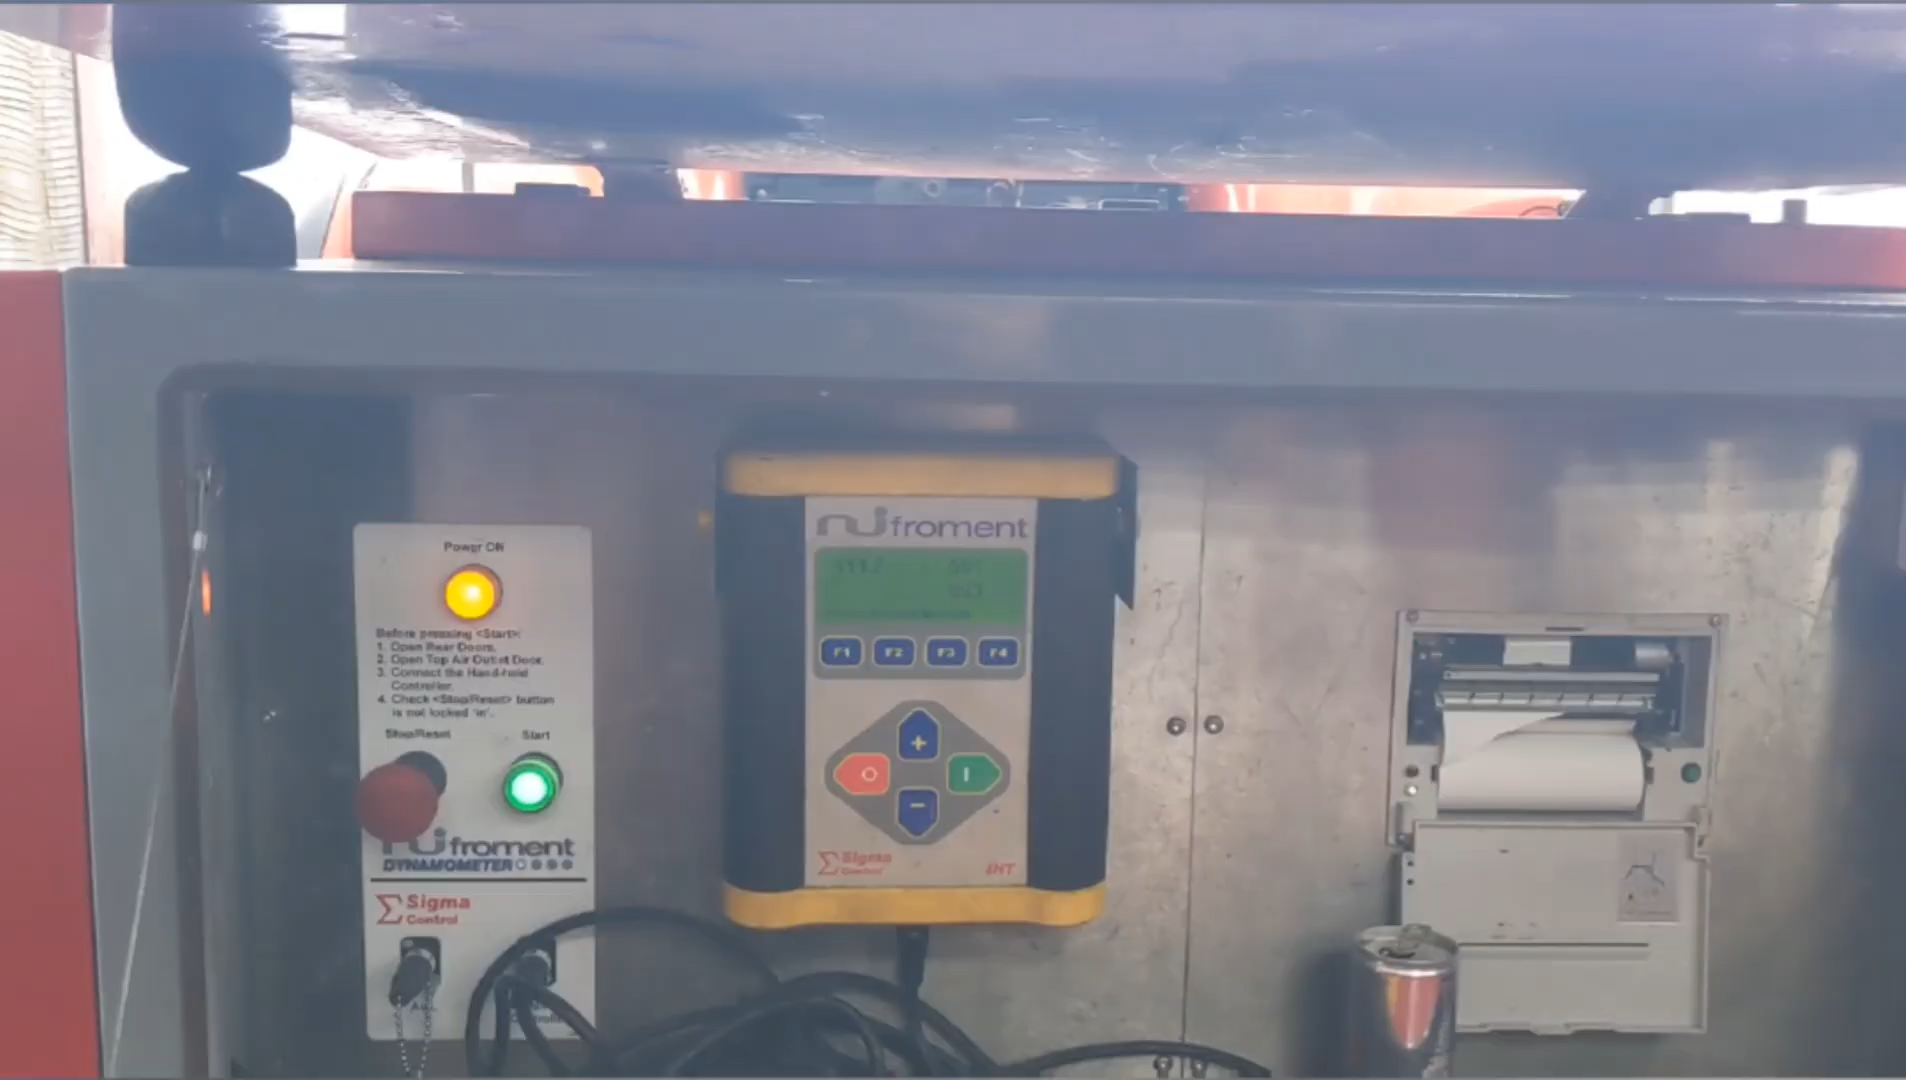 Power ON
Before pressing <Start>:
1. Open Rear Doors.
2. Open Top Air Outlet Door.
3. Connect the Hand-held
Controller.
4. Check <Stop/Reset> button
is not locked 'in'.
Stop/Reset
Start
froment
DYNAMOMETER
Sigma
Control
nj froment
F1
F2
F3
F4
+
O
I
−
Sigma
Control
INT